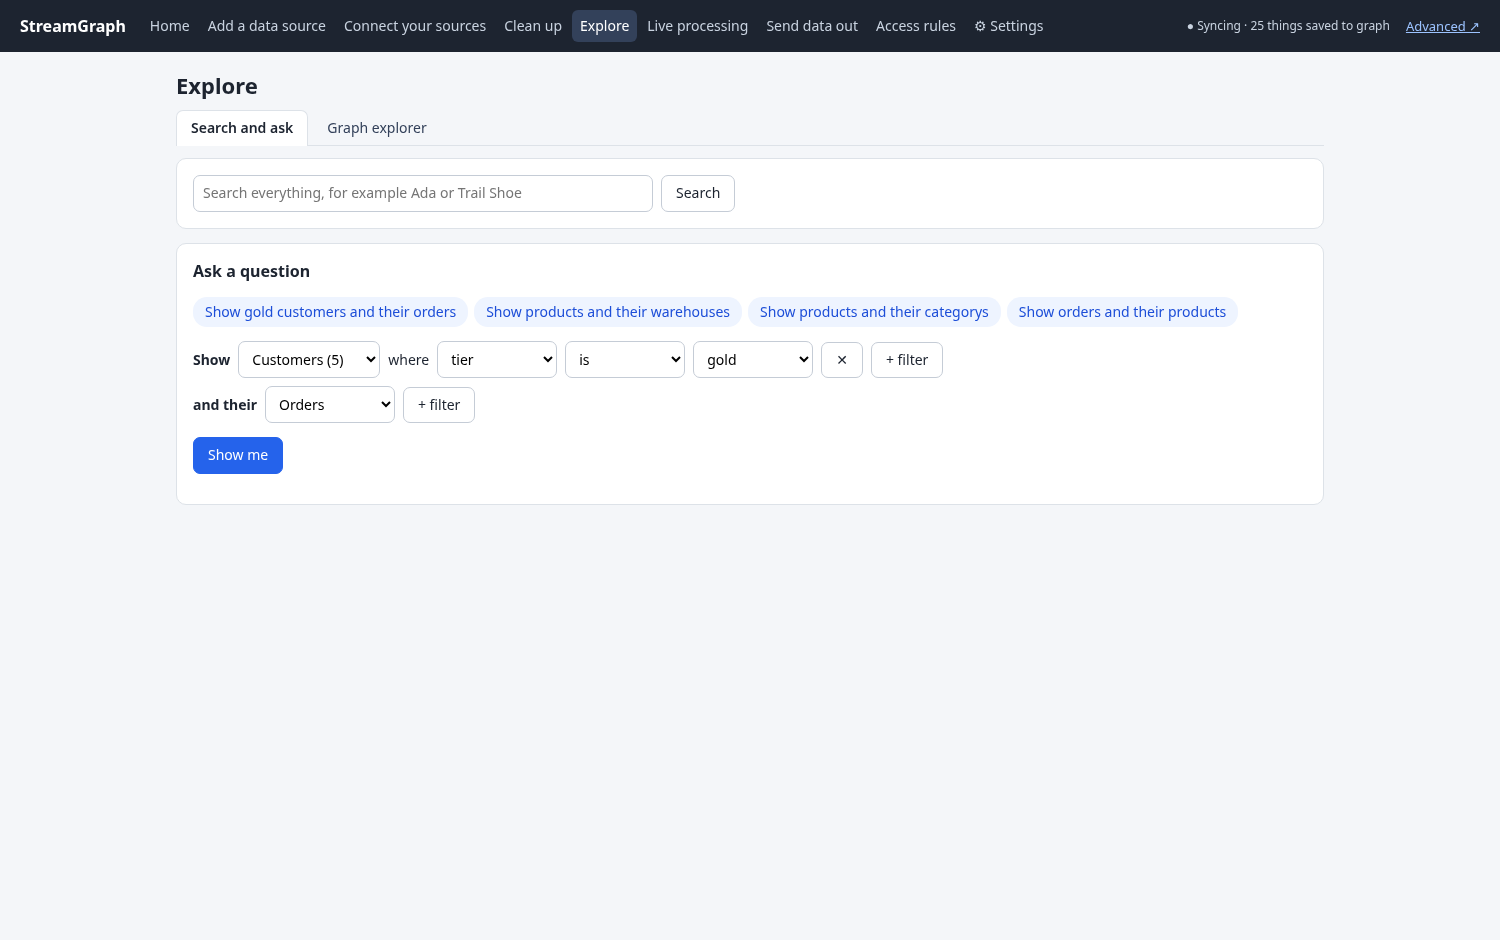 StreamGraph Home Add a data source Connect your sources Clean up Explore Live processing Send data out Access rules ⚙ Settings ● Syncing · 25 things saved to graph Advanced ↗
Explore
Search and ask Graph explorer
Search everything, for example Ada or Trail Shoe Search
Ask a question
Show gold customers and their orders Show products and their warehouses Show products and their categorys Show orders and their products
Show Customers (5) where tier is gold ✕ + filter
and their Orders + filter
Show me